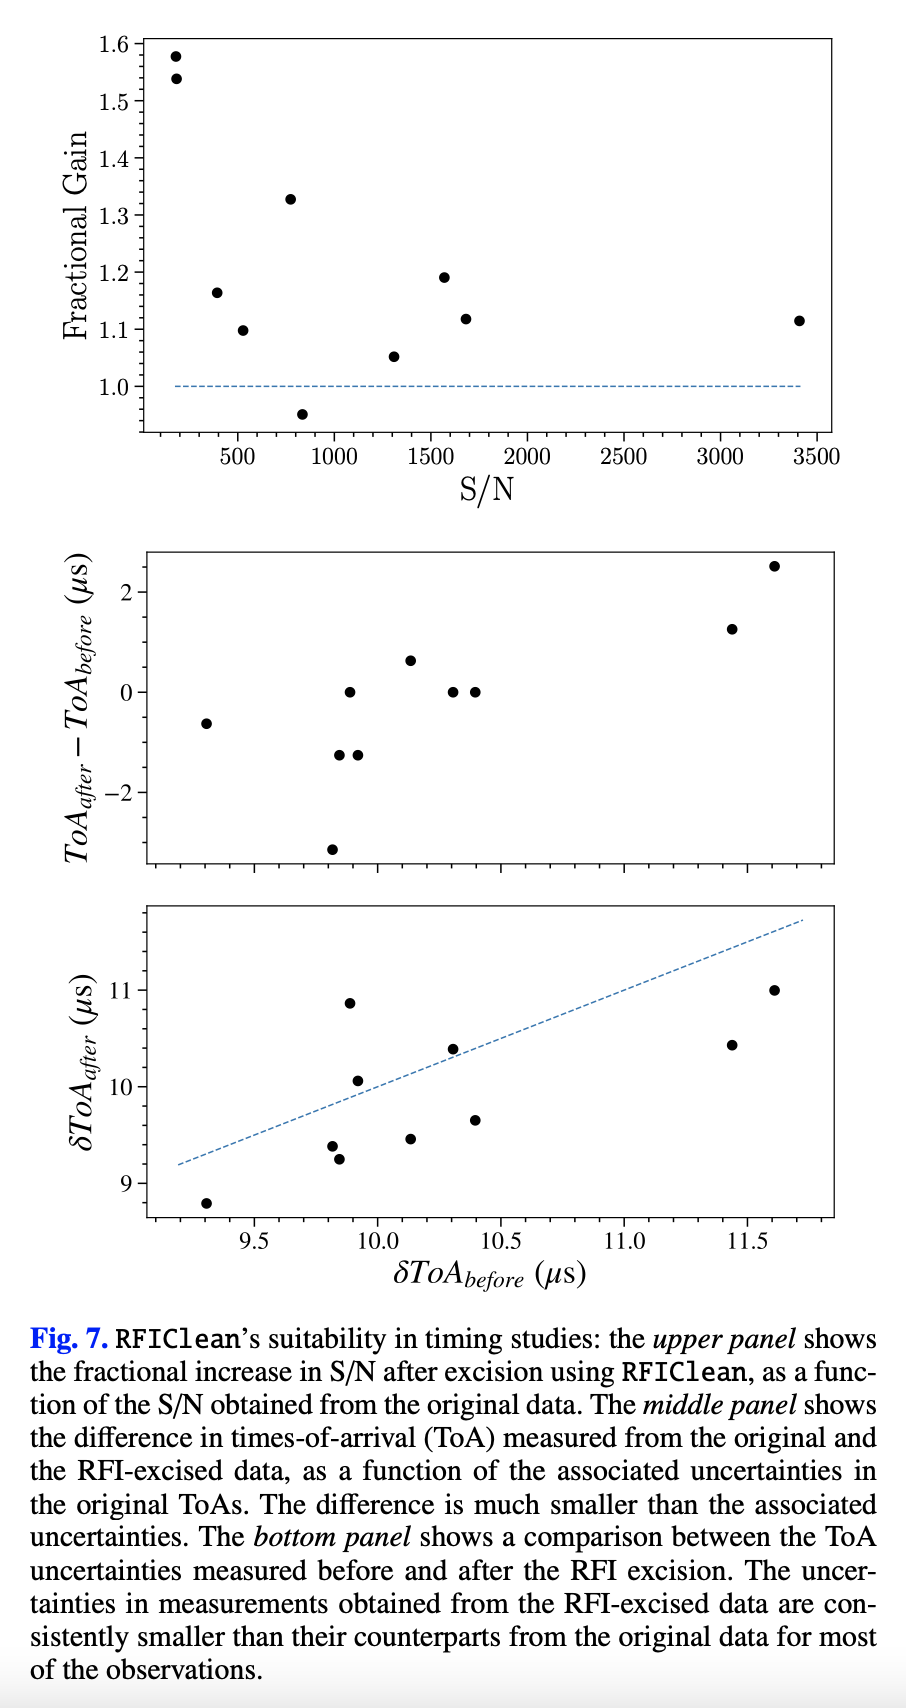 1.6
1.5
1.4
1.3
1.2
1.1
1.0
Fractional Gain
500 1000 1500 2000 2500 3000 3500
S/N
2
0
−2
ToAafter − ToAbefore (μs)
11
10
9
δToAafter (μs)
9.5 10.0 10.5 11.0 11.5
δToAbefore (μs)
Fig. 7. RFIClean's suitability in timing studies: the upper panel shows
the fractional increase in S/N after excision using RFIClean, as a func-
tion of the S/N obtained from the original data. The middle panel shows
the difference in times-of-arrival (ToA) measured from the original and
the RFI-excised data, as a function of the associated uncertainties in
the original ToAs. The difference is much smaller than the associated
uncertainties. The bottom panel shows a comparison between the ToA
uncertainties measured before and after the RFI excision. The uncer-
tainties in measurements obtained from the RFI-excised data are con-
sistently smaller than their counterparts from the original data for most
of the observations.